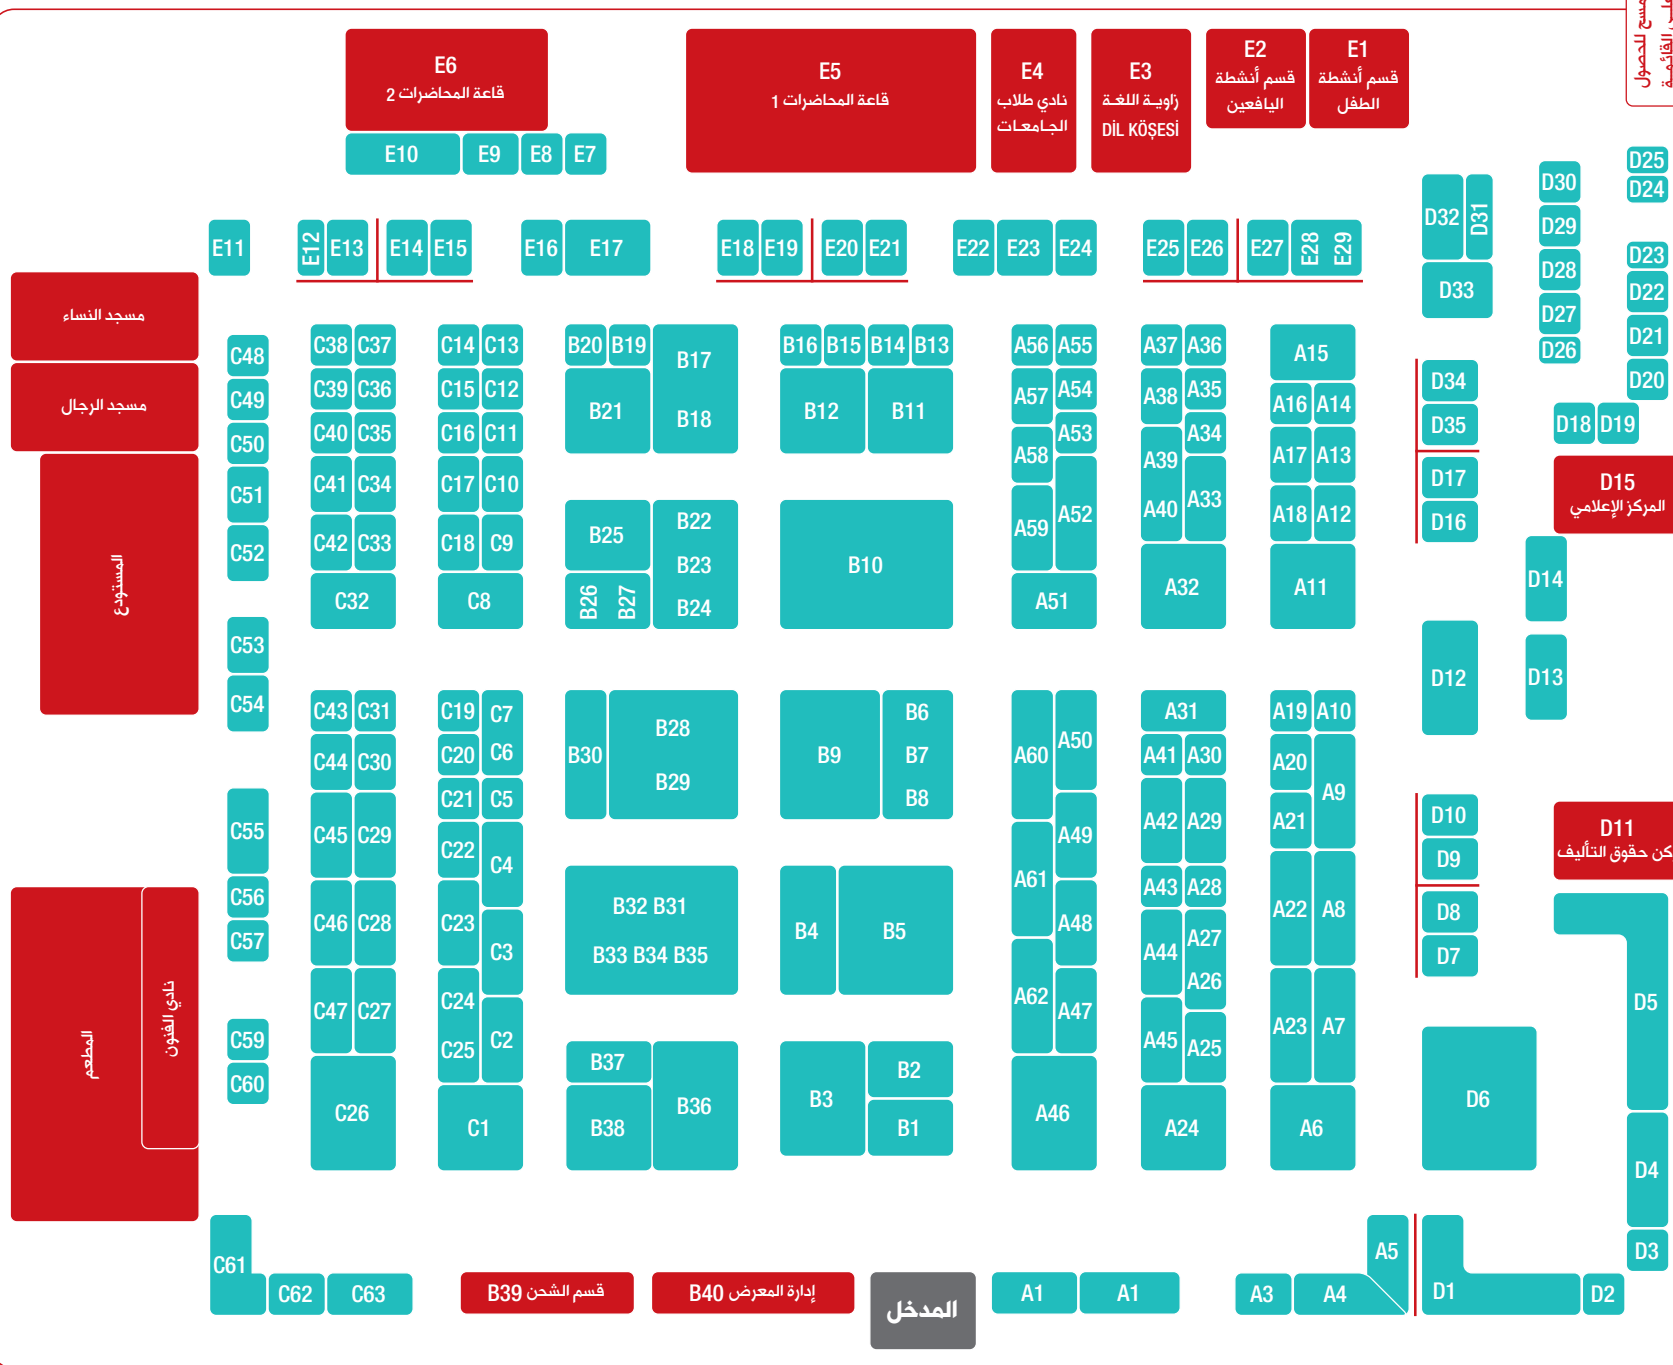 مسح للحصول
على القائمة
E6
قاعة المحاضرات 2
E5
قاعة المحاضرات 1
E4
نادي طلاب
الجامعات
E3
زاوية اللغة
DİL KÖŞESİ
E2
قسم أنشطة
اليافعين
E1
قسم أنشطة
الطفل
E10 E9 E8 E7
E11 E12 E13 E14 E15 E16 E17 E18 E19 E20 E21 E22 E23 E24 E25 E26 E27 E28 E29
D32 D31
D33
D30
D29
D28
D27
D26
D25
D24
D23
D22
D21
D20
D18 D19
D34
D35
D17
D16
D15
المركز الإعلامي
D14
D13
D12
D10
D9
D8
D7
D11
كن حقوق التأليف
D5
D6
D4
D3
D2
D1
مسجد النساء
مسجد الرجال
المستودع
المطعم
نادي الفنون
C48
C49
C50
C51
C52
C53
C54
C55
C56
C57
C59
C60
C61
C62 C63
C38 C37
C39 C36
C40 C35
C41 C34
C42 C33
C32
C43 C31
C44 C30
C45 C29
C46 C28
C47 C27
C26
C14 C13
C15 C12
C16 C11
C17 C10
C18 C9
C8
C19 C7
C20 C6
C21 C5
C22 C4
C23 C3
C24
C25 C2
C1
B20 B19
B17
B21 B18
B25 B22
B23
B26 B27 B24
B30 B28
B29
B32 B31
B33 B34 B35
B37
B36
B38
B16 B15 B14 B13
B12 B11
B10
B9 B6
B7
B8
B4 B5
B3 B2
B1
A56 A55
A57 A54
A53
A58
A59 A52
A51
A60 A50
A49
A61 A48
A62 A47
A46
A37 A36
A38 A35
A34
A39
A40 A33
A32
A31
A41 A30
A42 A29
A43 A28
A44 A27
A26
A45 A25
A24
A15
A16 A14
A17 A13
A18 A12
A11
A19 A10
A20
A9
A21
A22 A8
A23 A7
A6
A5
قسم الشحن B39
إدارة المعرض B40
المدخل
A1 A1
A3 A4